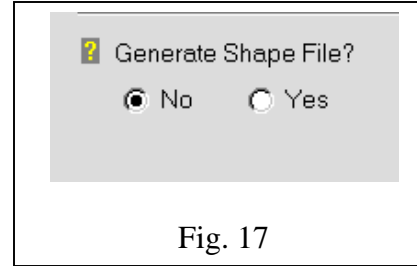 ? Generate Shape File?
No Yes
Fig. 17